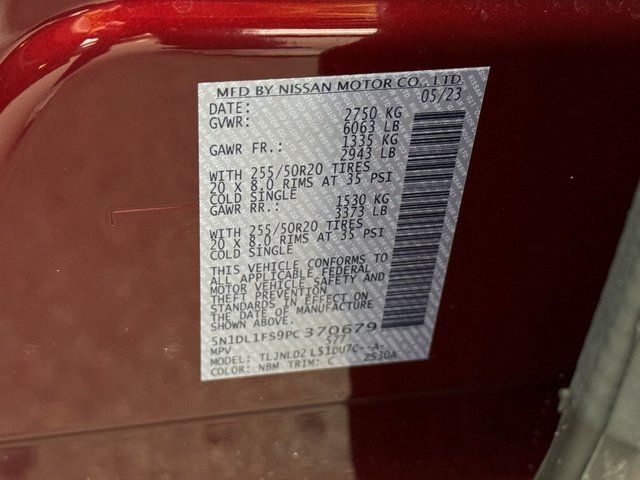 MFD BY NISSAN MOTOR CO., LTD.
DATE: 05/23
GVWR: 2750 KG
6063 LB
GAWR FR.: 1335 KG
2943 LB
WITH 255/50R20 TIRES
20 X 8.0 RIMS AT 35 PSI
COLD SINGLE
GAWR RR.: 1530 KG
3373 LB
WITH 255/50R20 TIRES
20 X 8.0 RIMS AT 35 PSI
COLD SINGLE
THIS VEHICLE CONFORMS TO
ALL APPLICABLE FEDERAL
MOTOR VEHICLE SAFETY AND
THEFT PREVENTION
STANDARDS IN EFFECT ON
THE DATE OF MANUFACTURE
SHOWN ABOVE
5N1DL1FS9PC 370679
MPV 577
MODEL: TLJNLD2 L51DU7C--A-
COLOR: NBM TRIM: C 2530A